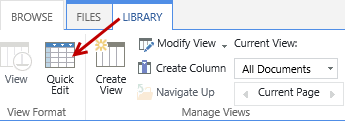 BROWSE FILES LIBRARY
View Quick Edit Create View
Modify View Current View:
Create Column All Documents
Navigate Up Current Page
View Format Manage Views